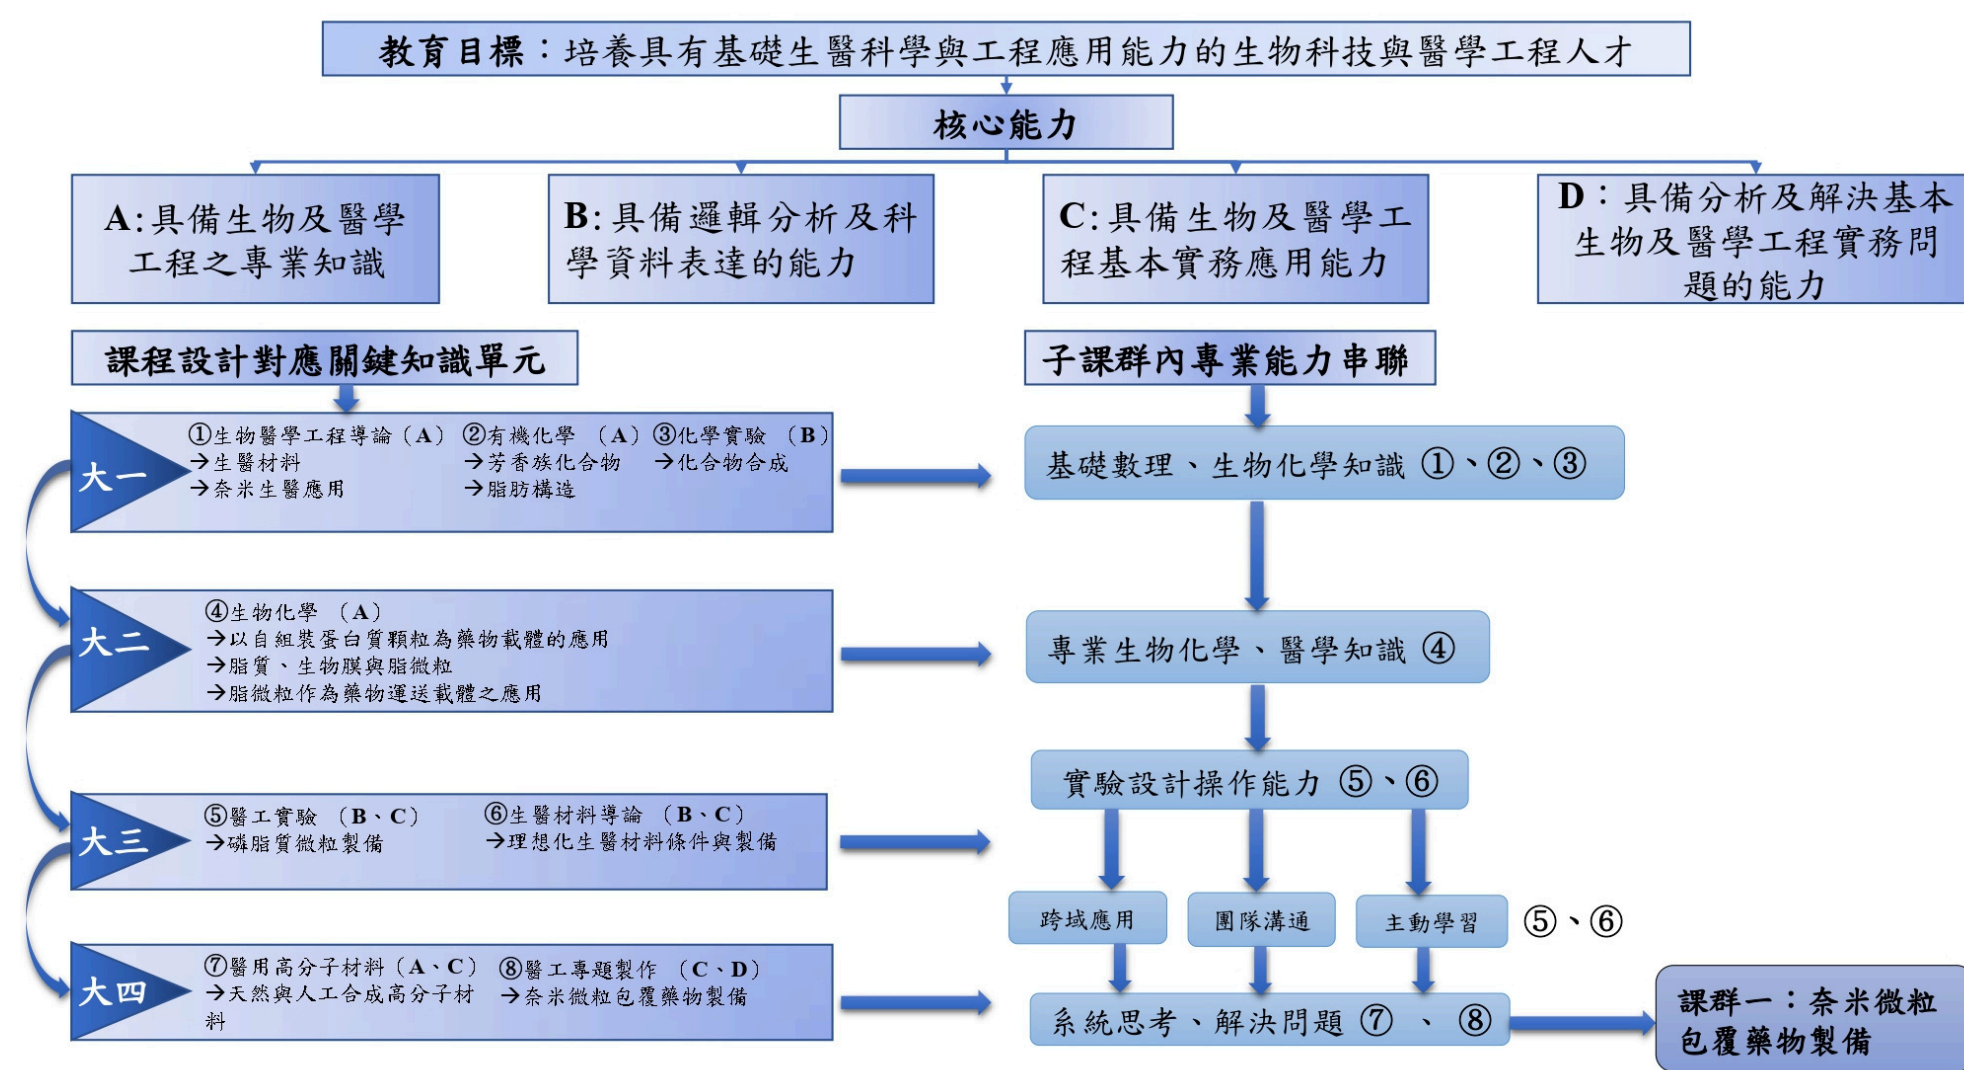 教育目標：培養具有基礎生醫科學與工程應用能力的生物科技與醫學工程人才
核心能力
A:具備生物及醫學
工程之專業知識
B:具備邏輯分析及科
學資料表達的能力
C:具備生物及醫學工
程基本實務應用能力
D：具備分析及解決基本
生物及醫學工程實務問
題的能力
課程設計對應關鍵知識單元
子課群內專業能力串聯
大一
①生物醫學工程導論（A）
→生醫材料
→奈米生醫應用
②有機化學 （A）
→芳香族化合物
→脂肪構造
③化學實驗 （B）
→化合物合成
基礎數理、生物化學知識 ①、②、③
大二
④生物化學 （A）
→以自組裝蛋白質顆粒為藥物載體的應用
→脂質、生物膜與脂微粒
→脂微粒作為藥物運送載體之應用
專業生物化學、醫學知識 ④
大三
⑤醫工實驗 （B、C）
→磷脂質微粒製備
⑥生醫材料導論 （B、C）
→理想化生醫材料條件與製備
實驗設計操作能力 ⑤、⑥
跨域應用
團隊溝通
主動學習
⑤、⑥
大四
⑦醫用高分子材料（A、C）
→天然與人工合成高分子材
料
⑧醫工專題製作 （C、D）
→奈米微粒包覆藥物製備
系統思考、解決問題 ⑦ 、 ⑧
課群一：奈米微粒
包覆藥物製備